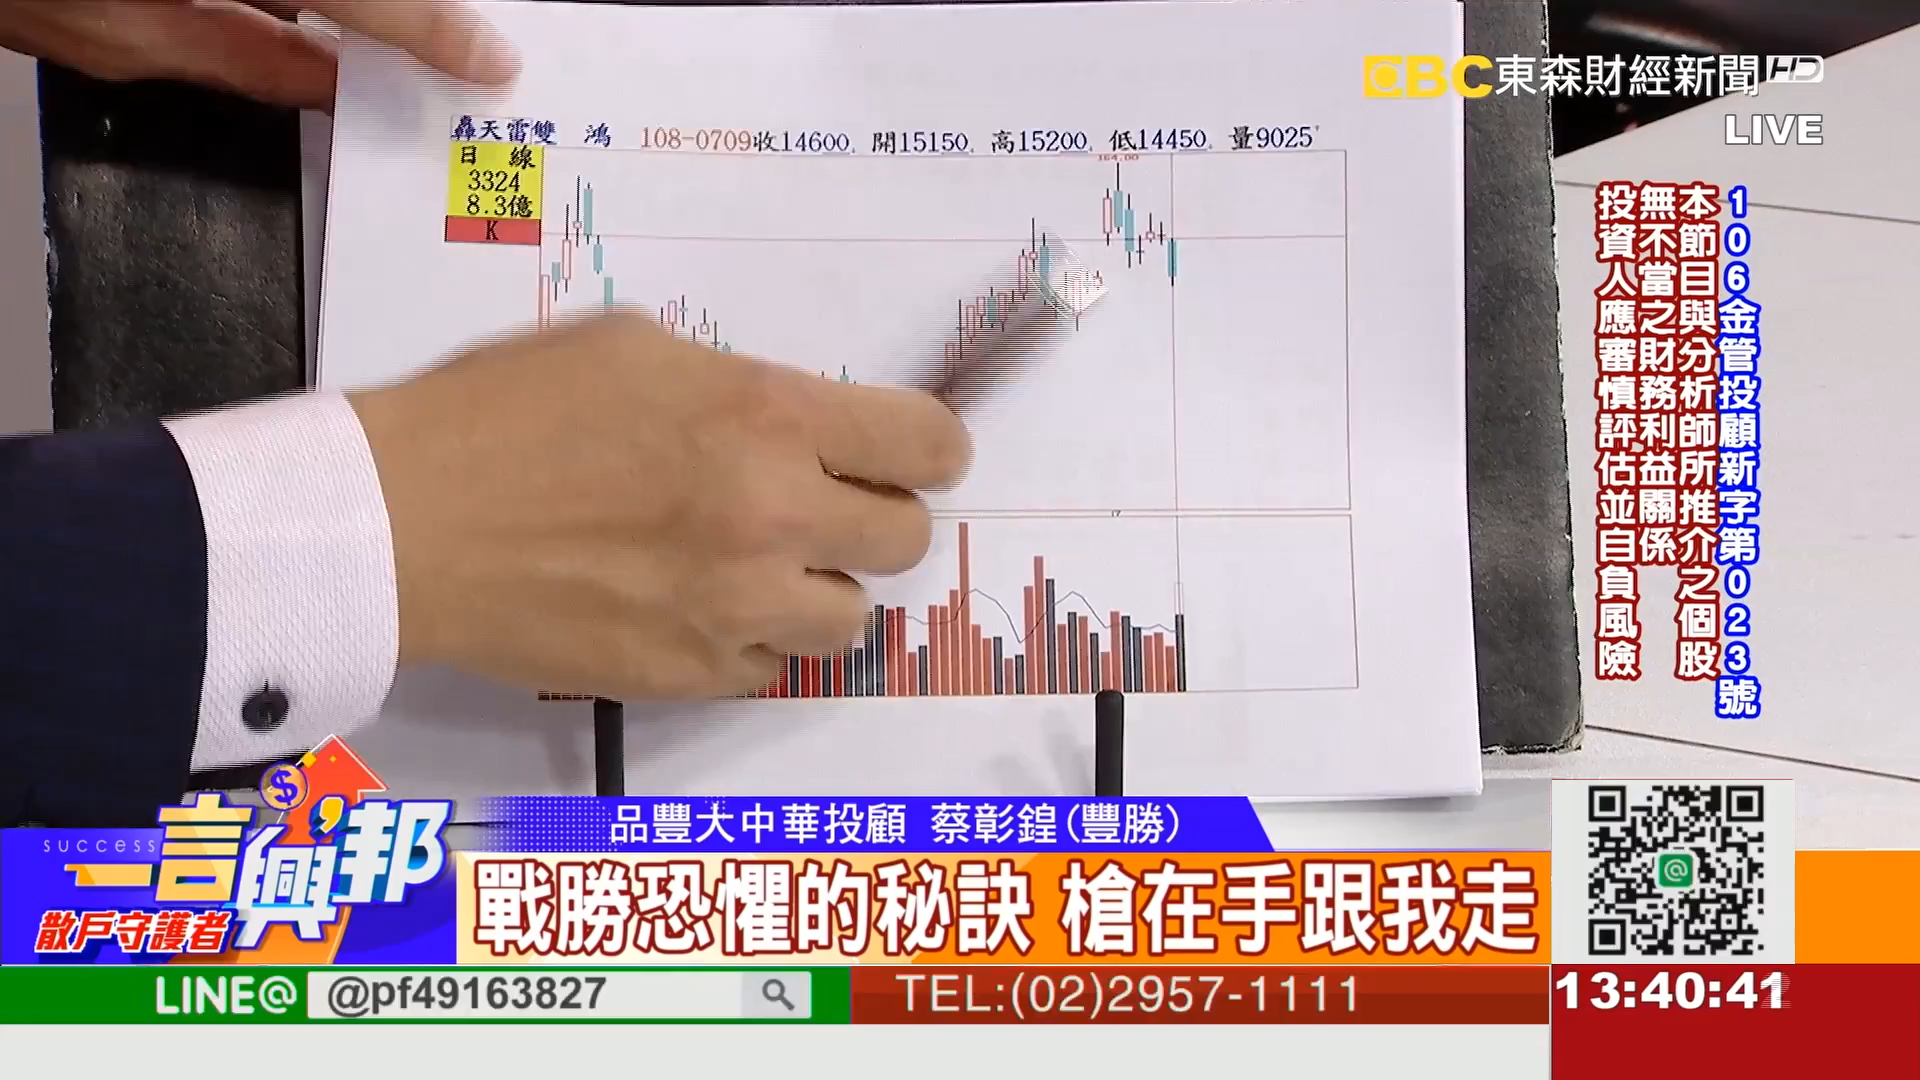 EBC東森財經新聞HD
LIVE
轟天雷雙 鴻 108-0709收14600. 開15150. 高15200. 低14450. 量9025
日 線
3324
8.3億
K
164.00
106金管投顧新字第023號
本節目與分析師所推介之個股
無不當之財務利益關係
投資人應審慎評估並自負風險
success
一言興邦
散戶守護者
品豐大中華投顧 蔡彰鍠(豐勝)
戰勝恐懼的秘訣 槍在手跟我走
LINE@ @pf49163827
TEL:(02)2957-1111
13:40:41